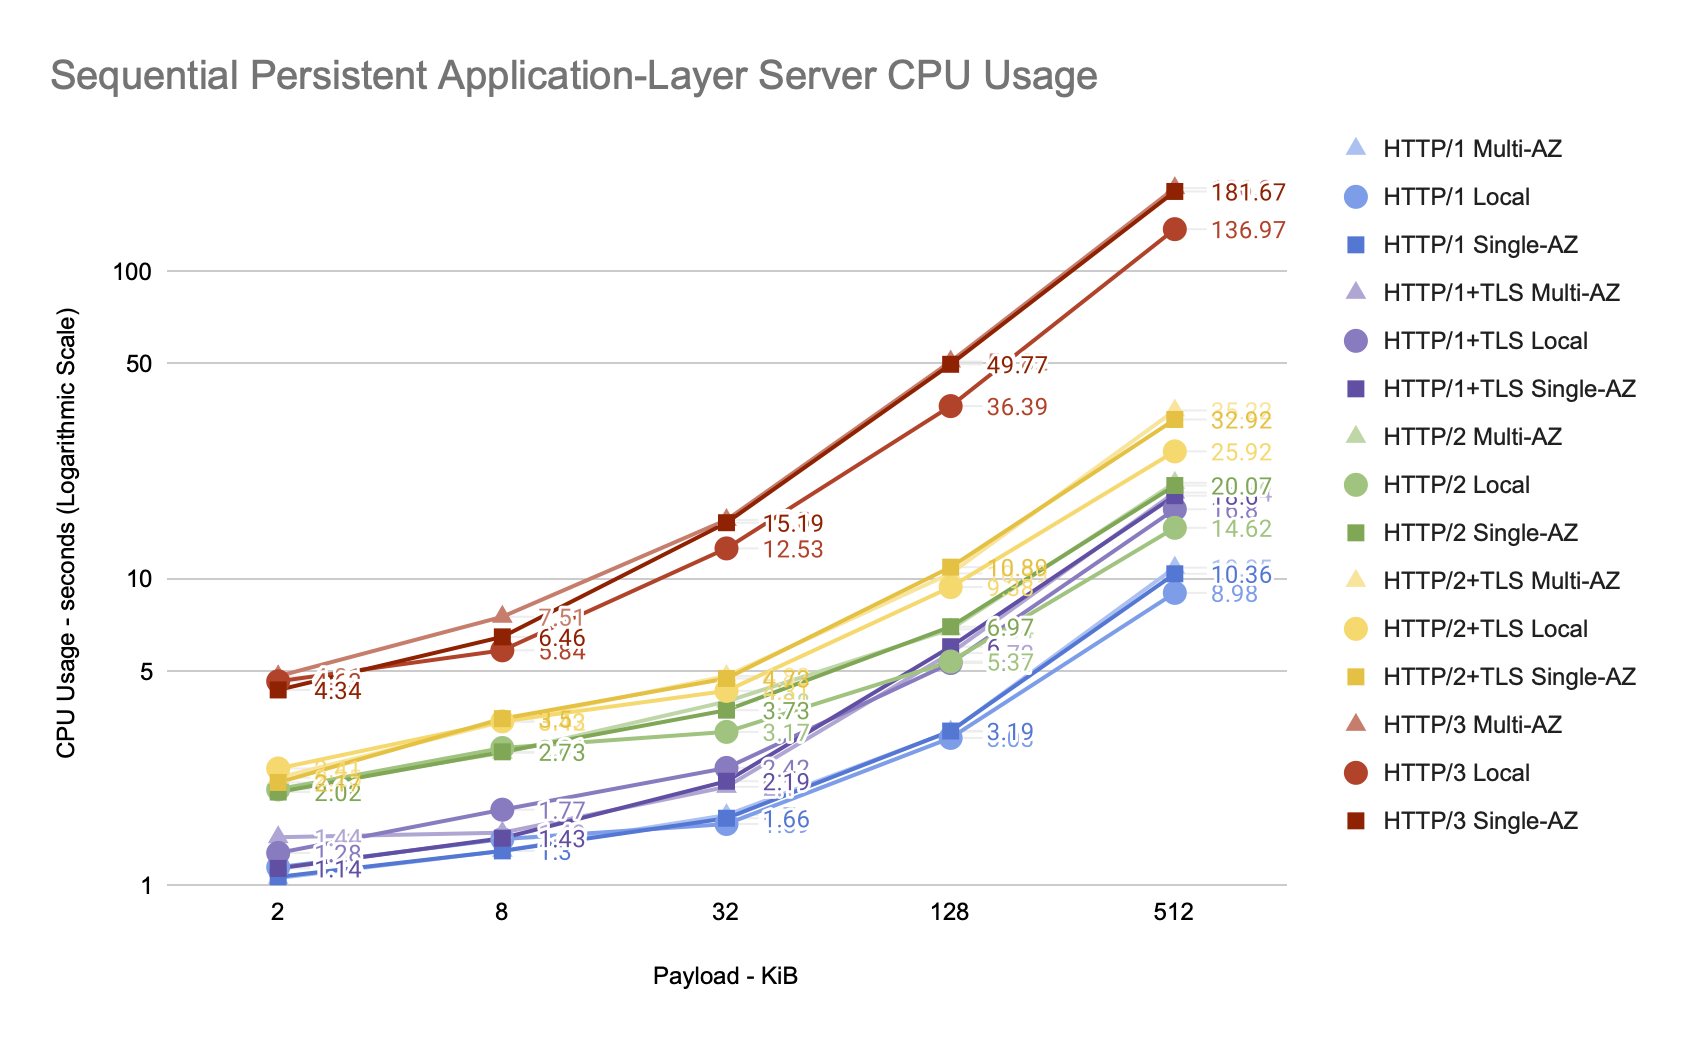 Sequential Persistent Application-Layer Server CPU Usage
CPU Usage - seconds (Logarithmic Scale)
100
50
10
5
1
2
8
32
128
512
Payload - KiB
4.34
2.02
1.44
1.28
1.14
7.51
6.46
5.84
2.73
1.77
1.43
1.3
15.19
12.53
4.73
3.73
3.17
2.42
2.19
1.66
49.77
36.39
10.89
9.38
6.97
5.37
3.19
181.67
136.97
32.92
25.92
20.07
16.8
14.62
10.36
8.98
HTTP/1 Multi-AZ
HTTP/1 Local
HTTP/1 Single-AZ
HTTP/1+TLS Multi-AZ
HTTP/1+TLS Local
HTTP/1+TLS Single-AZ
HTTP/2 Multi-AZ
HTTP/2 Local
HTTP/2 Single-AZ
HTTP/2+TLS Multi-AZ
HTTP/2+TLS Local
HTTP/2+TLS Single-AZ
HTTP/3 Multi-AZ
HTTP/3 Local
HTTP/3 Single-AZ